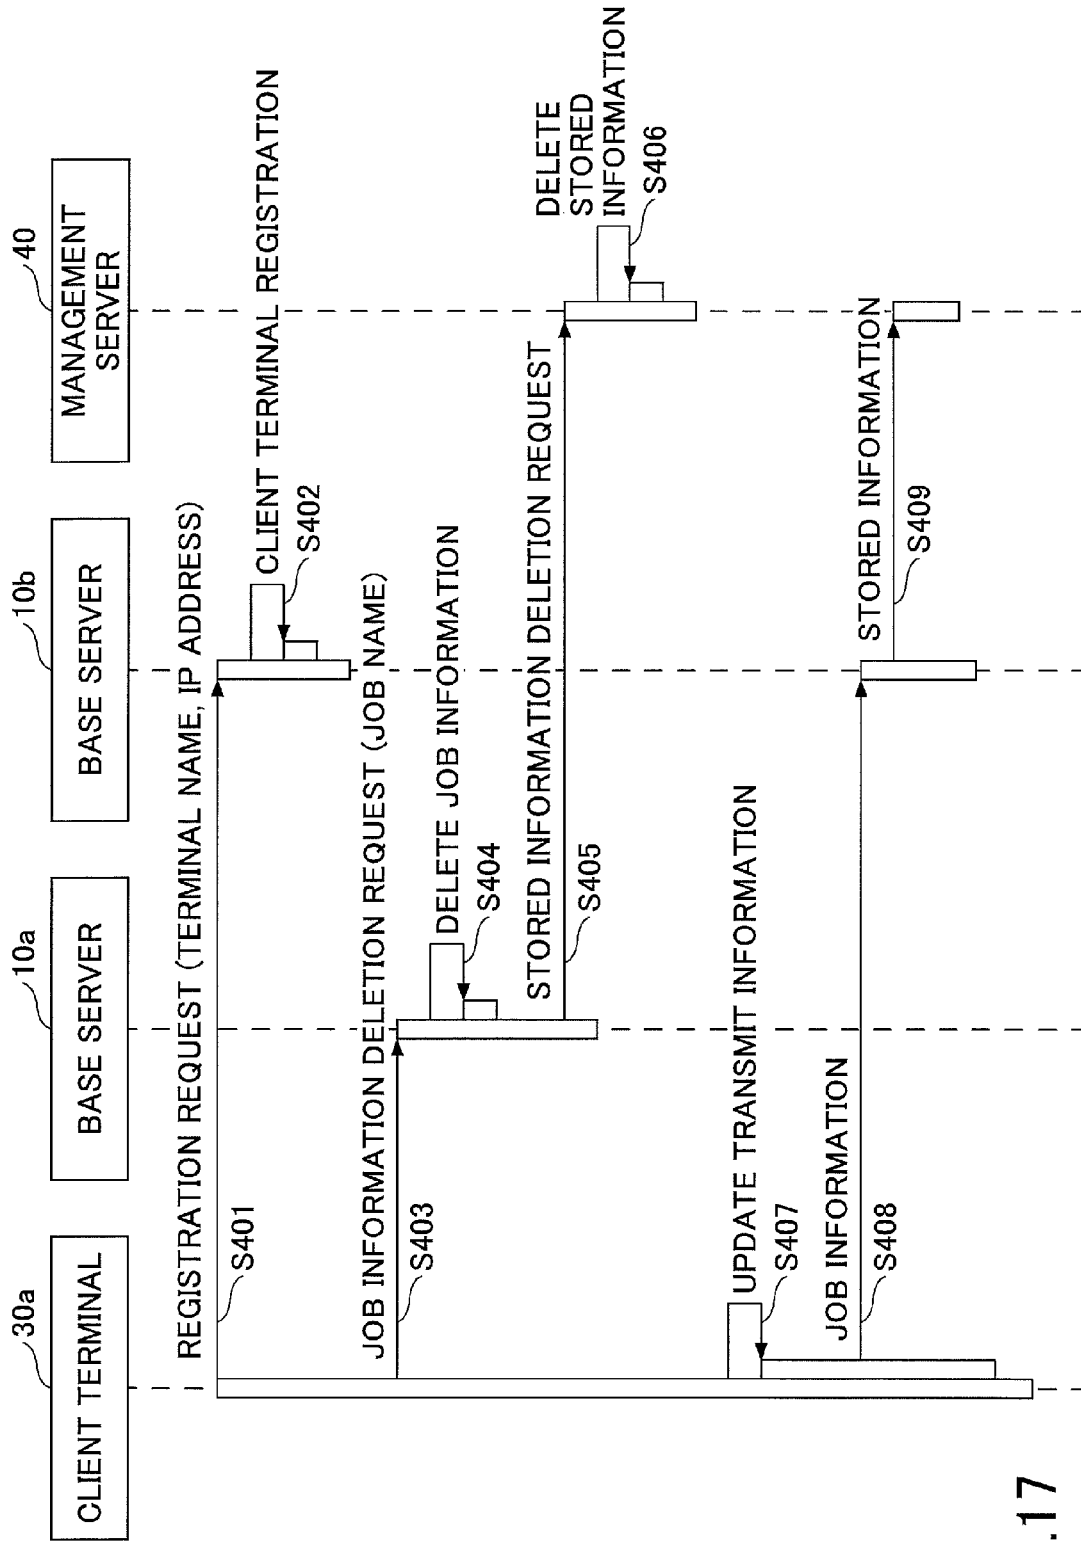 30a
CLIENT TERMINAL
10a
BASE SERVER
10b
BASE SERVER
40
MANAGEMENT
SERVER
REGISTRATION REQUEST (TERMINAL NAME, IP ADDRESS)
S401
CLIENT TERMINAL REGISTRATION
S402
JOB INFORMATION DELETION REQUEST (JOB NAME)
S403
DELETE JOB INFORMATION
S404
STORED INFORMATION DELETION REQUEST
S405
DELETE
STORED
INFORMATION
S406
UPDATE TRANSMIT INFORMATION
S407
JOB INFORMATION
S408
STORED INFORMATION
S409
.17